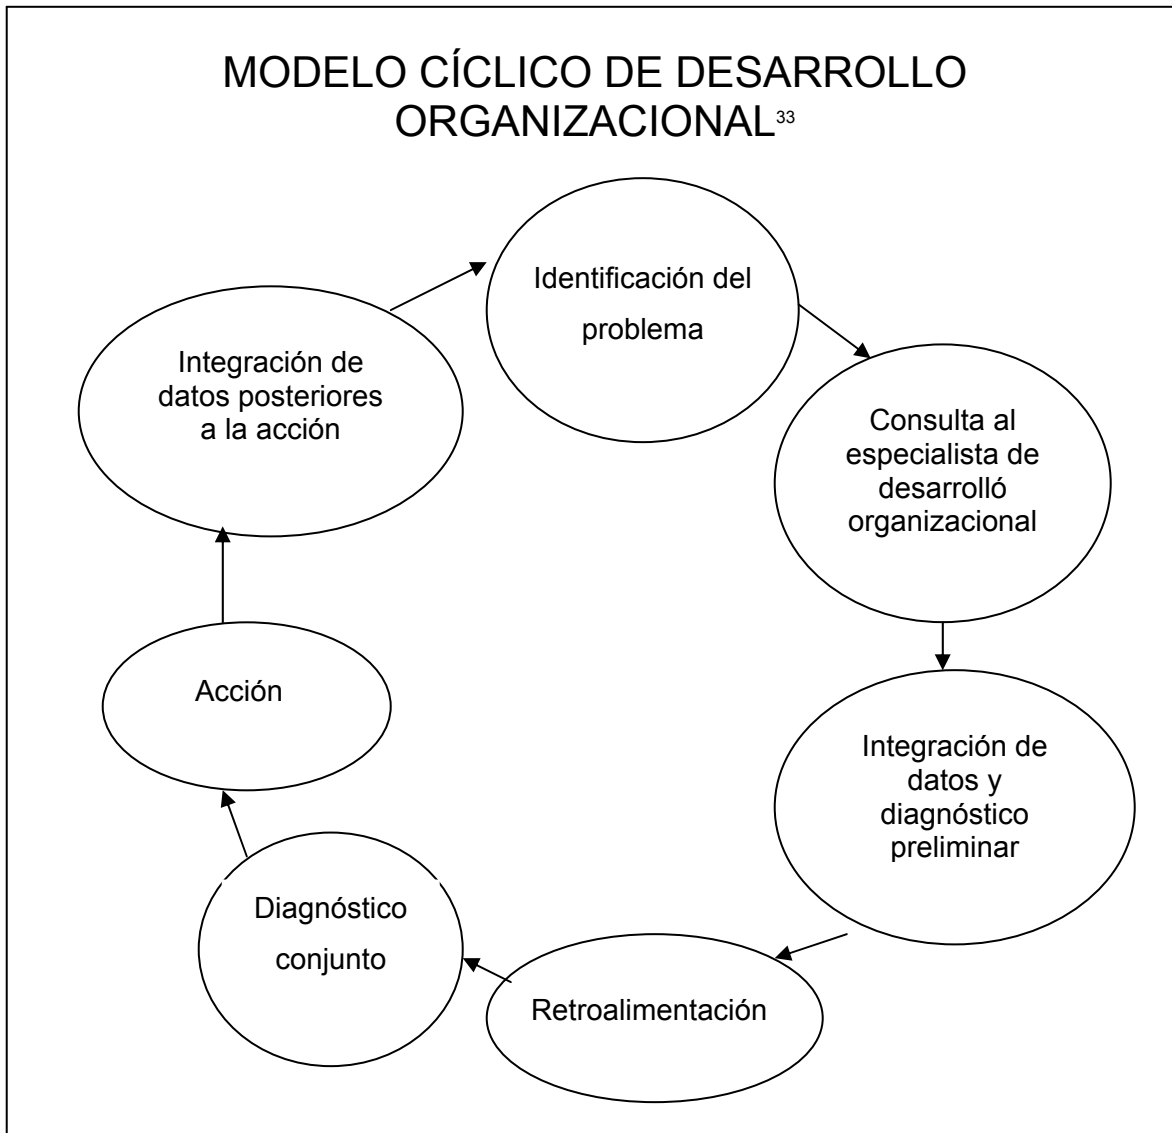 MODELO CÍCLICO DE DESARROLLO
ORGANIZACIONAL³³
Identificación del
problema
Consulta al
especialista de
desarrolló
organizacional
Integración de
datos y
diagnóstico
preliminar
Retroalimentación
Diagnóstico
conjunto
Acción
Integración de
datos posteriores
a la acción